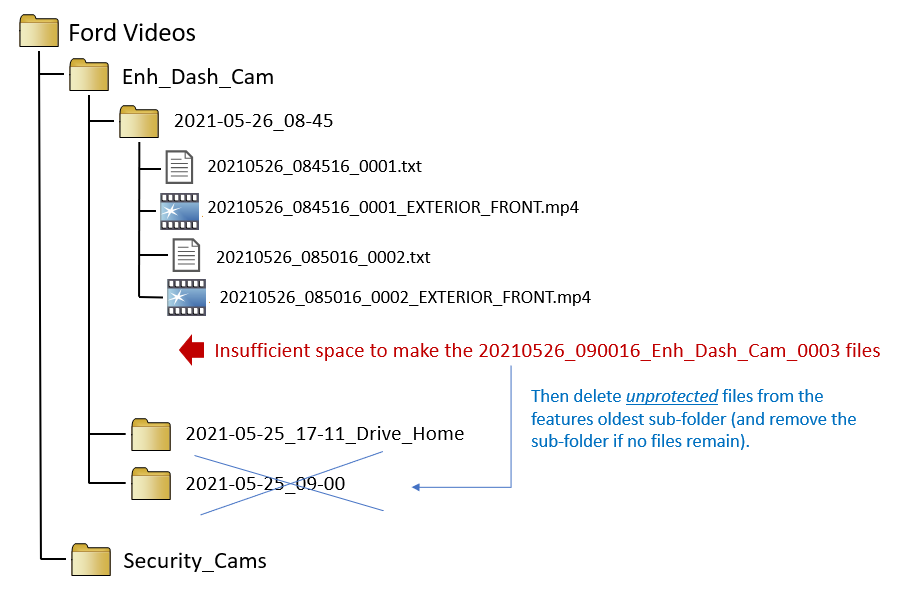 Ford Videos
Enh_Dash_Cam
2021-05-26_08-45
20210526_084516_0001.txt
20210526_084516_0001_EXTERIOR_FRONT.mp4
20210526_085016_0002.txt
20210526_085016_0002_EXTERIOR_FRONT.mp4
Insufficient space to make the 20210526_090016_Enh_Dash_Cam_0003 files
Then delete unprotected files from the
features oldest sub-folder (and remove the
sub-folder if no files remain).
2021-05-25_17-11_Drive_Home
2021-05-25_09-00
Security_Cams